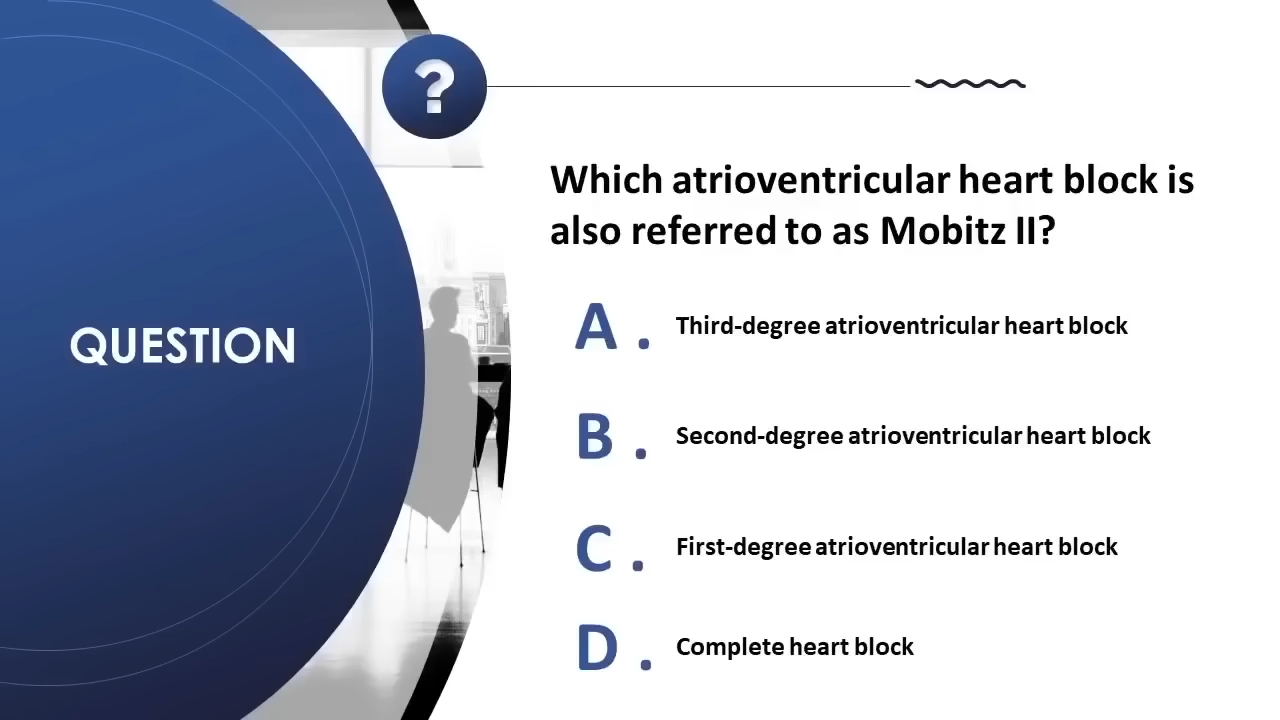 ?
QUESTION
Which atrioventricular heart block is
also referred to as Mobitz II?
A . Third-degree atrioventricular heart block
B . Second-degree atrioventricular heart block
C . First-degree atrioventricular heart block
D . Complete heart block